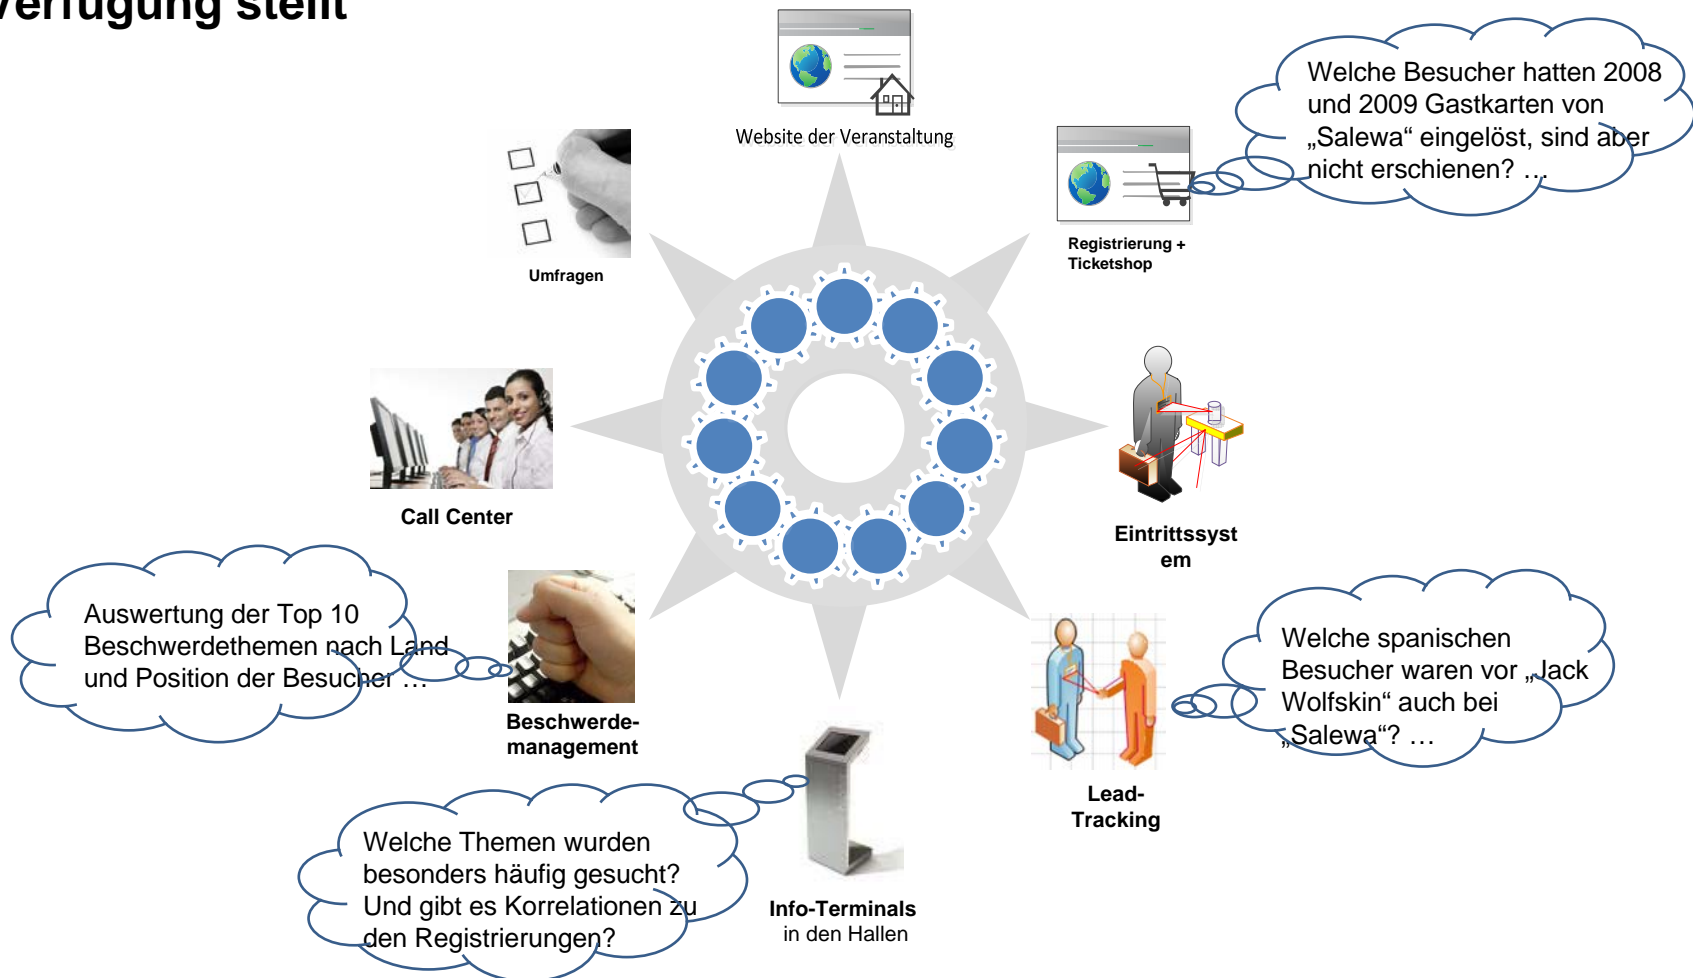 Verfügung stellt
Website der Veranstaltung
Welche Besucher hatten 2008
und 2009 Gastkarten von
„Salewa“ eingelöst, sind aber
nicht erschienen? …
Registrierung +
Ticketshop
Umfragen
Call Center
Eintrittssyst
em
Auswertung der Top 10
Beschwerdethemen nach Land
und Position der Besucher …
Beschwerde-
management
Welche spanischen
Besucher waren vor „Jack
Wolfskin“ auch bei
„Salewa“? …
Lead-
Tracking
Welche Themen wurden
besonders häufig gesucht?
Und gibt es Korrelationen zu
den Registrierungen?
Info-Terminals
in den Hallen